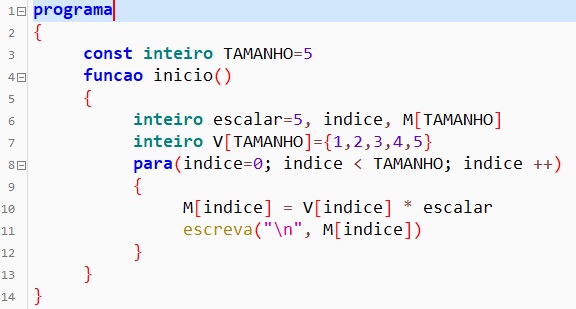 1 programa
2 {
3 const inteiro TAMANHO=5
4 funcao inicio()
5 {
6 inteiro escalar=5, indice, M[TAMANHO]
7 inteiro V[TAMANHO]={1,2,3,4,5}
8 para(indice=0; indice < TAMANHO; indice ++)
9 {
10 M[indice] = V[indice] * escalar
11 escreva("\n", M[indice])
12 }
13 }
14 }